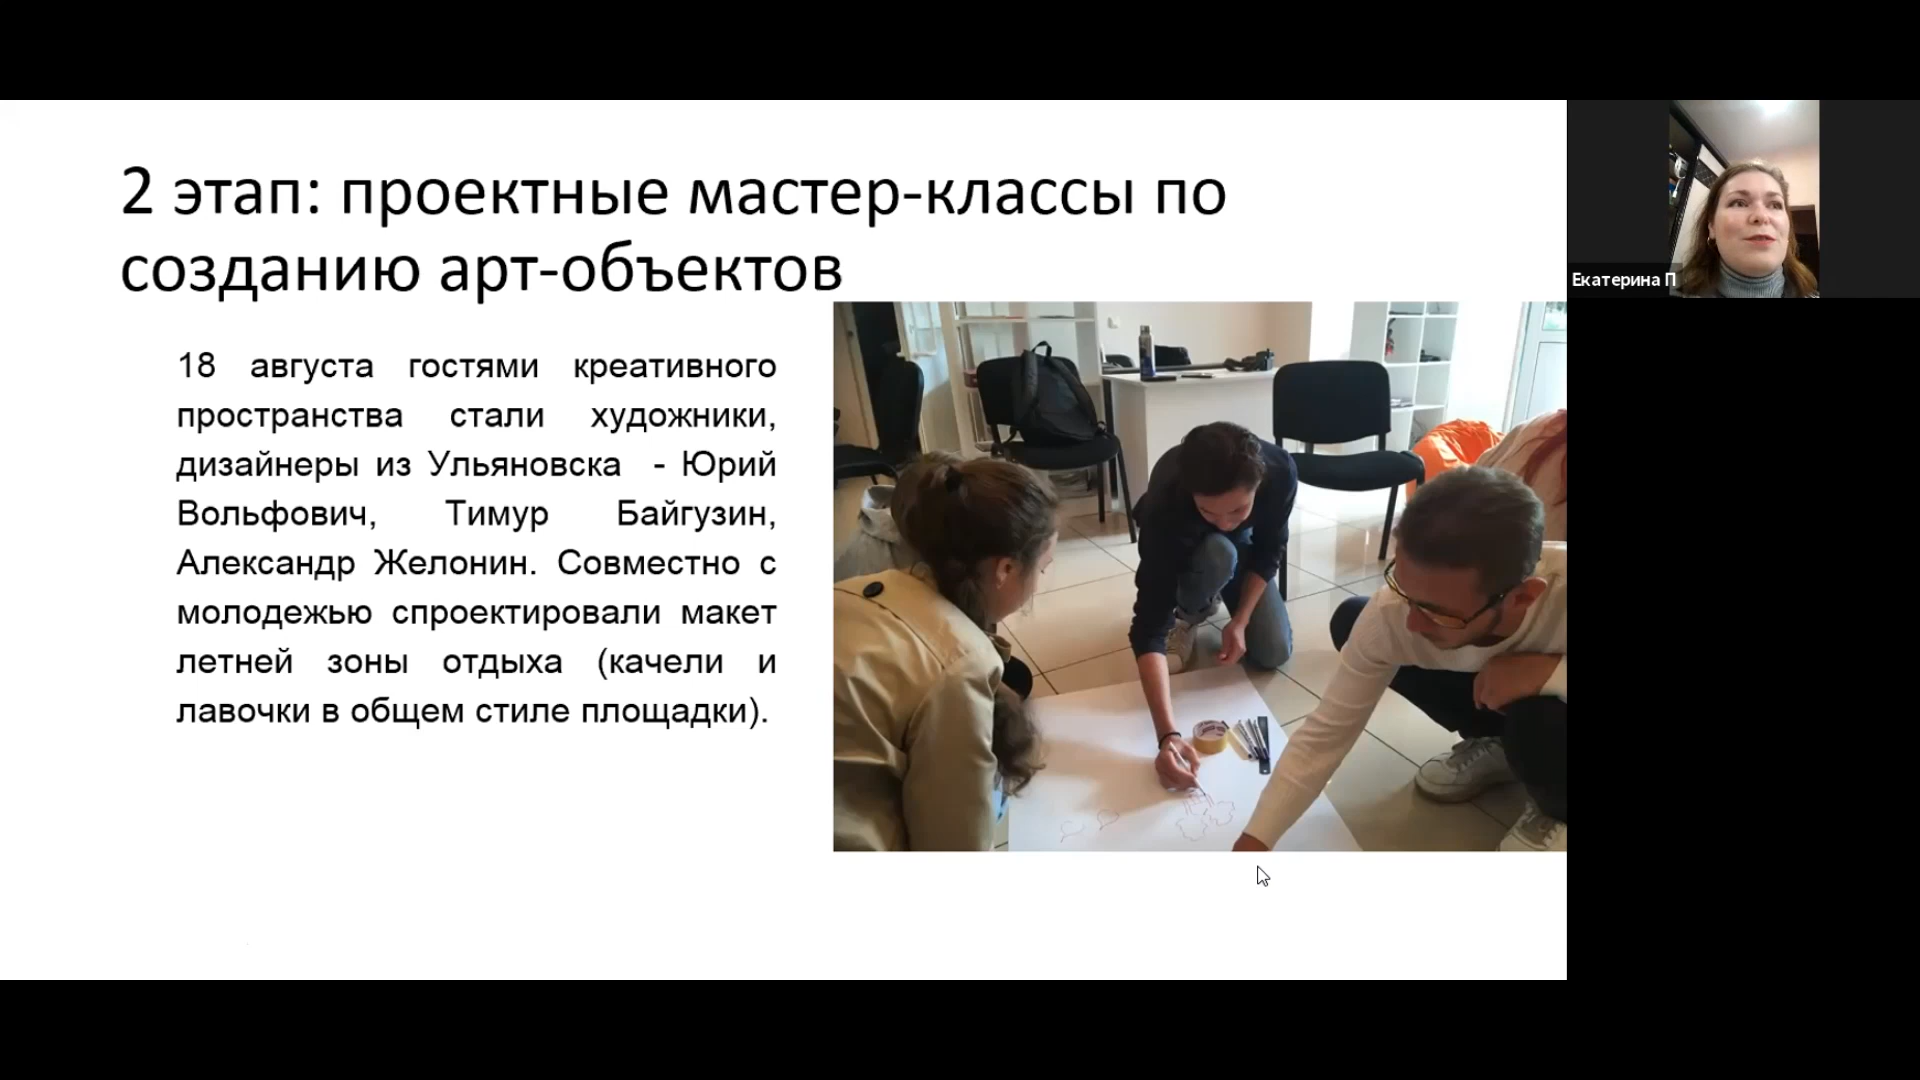 2 этап: проектные мастер-классы по
созданию арт-объектов
18 августа гостями креативного
пространства стали художники,
дизайнеры из Ульяновска - Юрий
Вольфович, Тимур Байгузин,
Александр Желонин. Совместно с
молодежью спроектировали макет
летней зоны отдыха (качели и
лавочки в общем стиле площадки).
Екатерина П